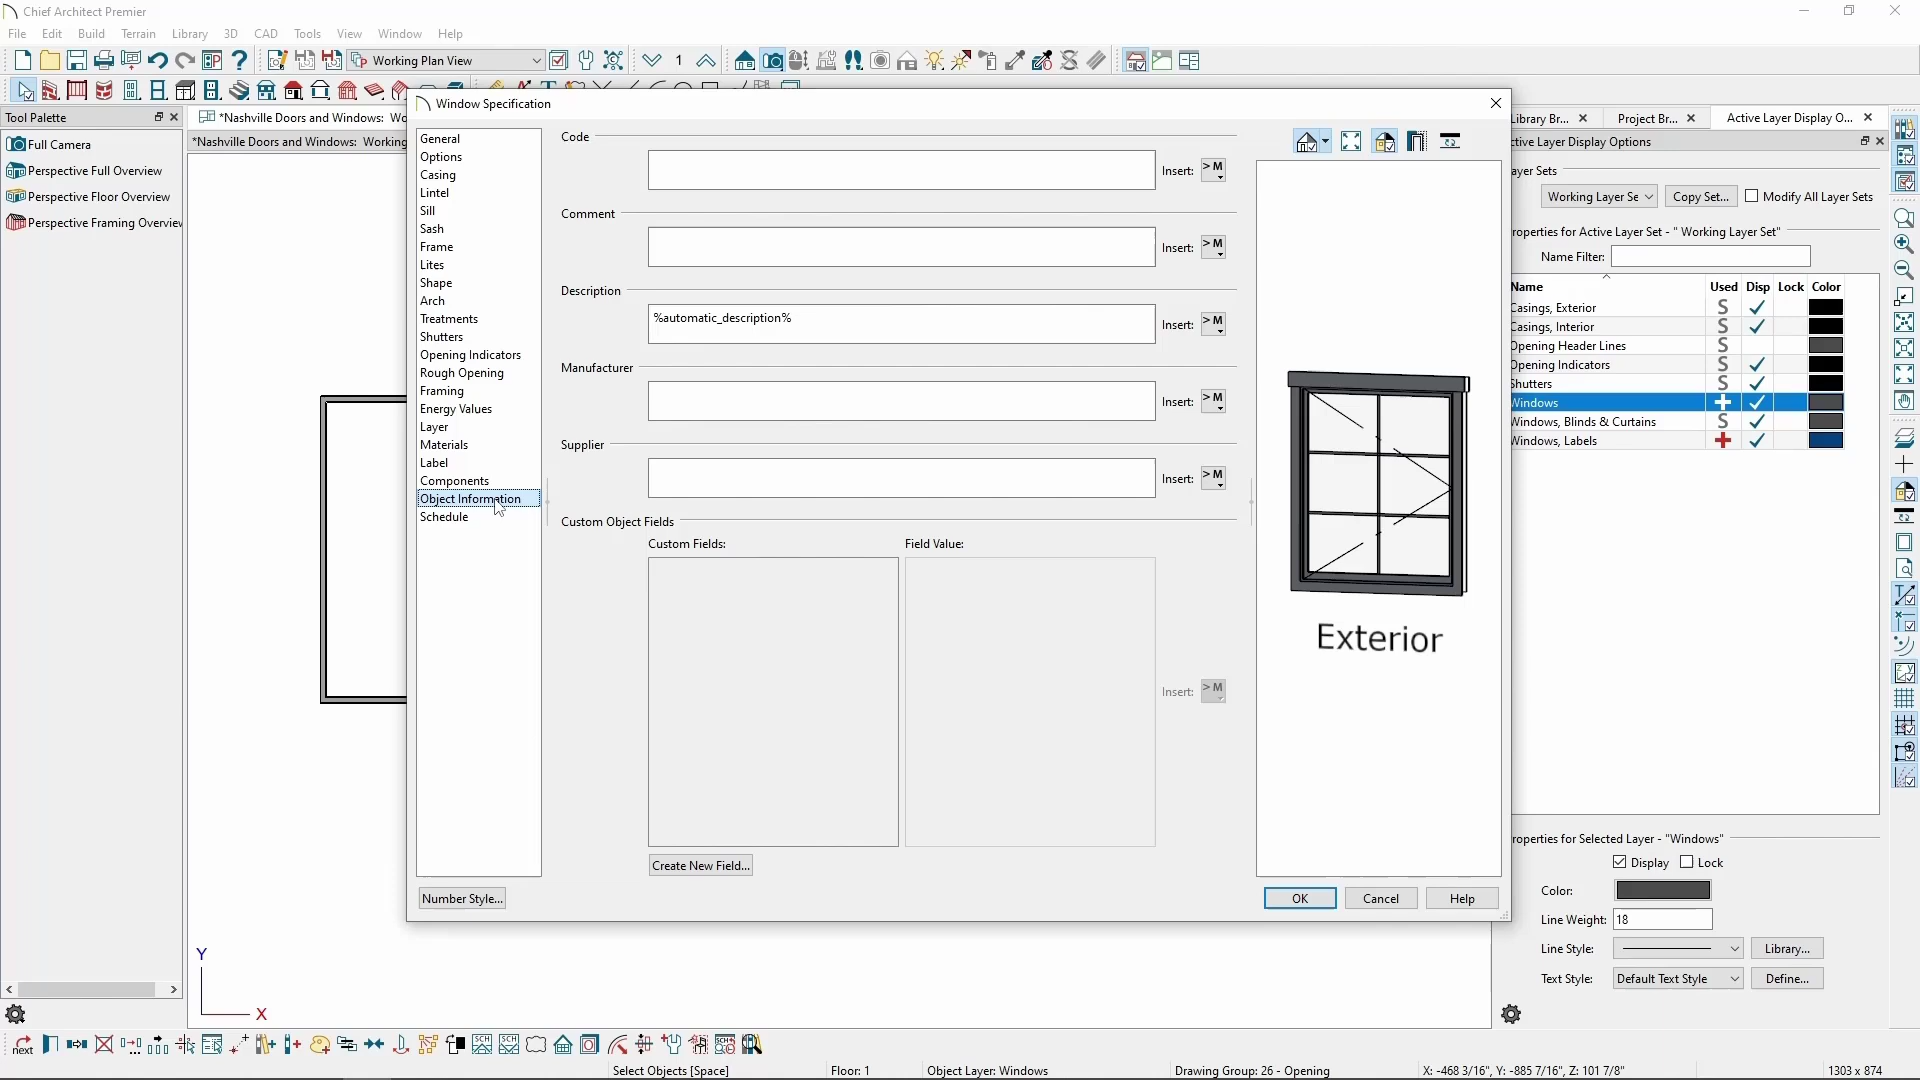 Chief Architect Premier
File Edit Build Terrain Library 3D CAD Tools View Window Help
Working Plan View
1
Tool Palette
Full Camera
Perspective Full Overview
Perspective Floor Overview
Perspective Framing Overview
*Nashville Doors and Windows: Wo
*Nashville Doors and Windows: Working
Window Specification
General
Options
Casing
Lintel
Sill
Sash
Frame
Lites
Shape
Arch
Treatments
Shutters
Opening Indicators
Rough Opening
Framing
Energy Values
Layer
Materials
Label
Components
Object Information
Schedule
Number Style...
Code
Insert: > M
Comment
Insert: > M
Description
%automatic_description%
Insert: > M
Manufacturer
Insert: > M
Supplier
Insert: > M
Custom Object Fields
Custom Fields: Field Value:
Insert: > M
Create New Field...
Exterior
OK Cancel Help
Library Br... Project Br... Active Layer Display O...
ctive Layer Display Options
ayer Sets
Working Layer Se Copy Set... Modify All Layer Sets
roperties for Active Layer Set - " Working Layer Set"
Name Filter:
Name Used Disp Lock Color
Casings, Exterior S
Casings, Interior S
Opening Header Lines S
Opening Indicators S
Shutters S
Windows
Windows, Blinds & Curtains S
Windows, Labels
roperties for Selected Layer - "Windows"
Display Lock
Color:
Line Weight: 18
Line Style: Library...
Text Style: Default Text Style Define...
Y
X
next
SCH SCH
Select Objects [Space] Floor: 1 Object Layer: Windows Drawing Group: 26 - Opening X: -468 3/16", Y: -885 7/16", Z: 101 7/8" 1303 x 874